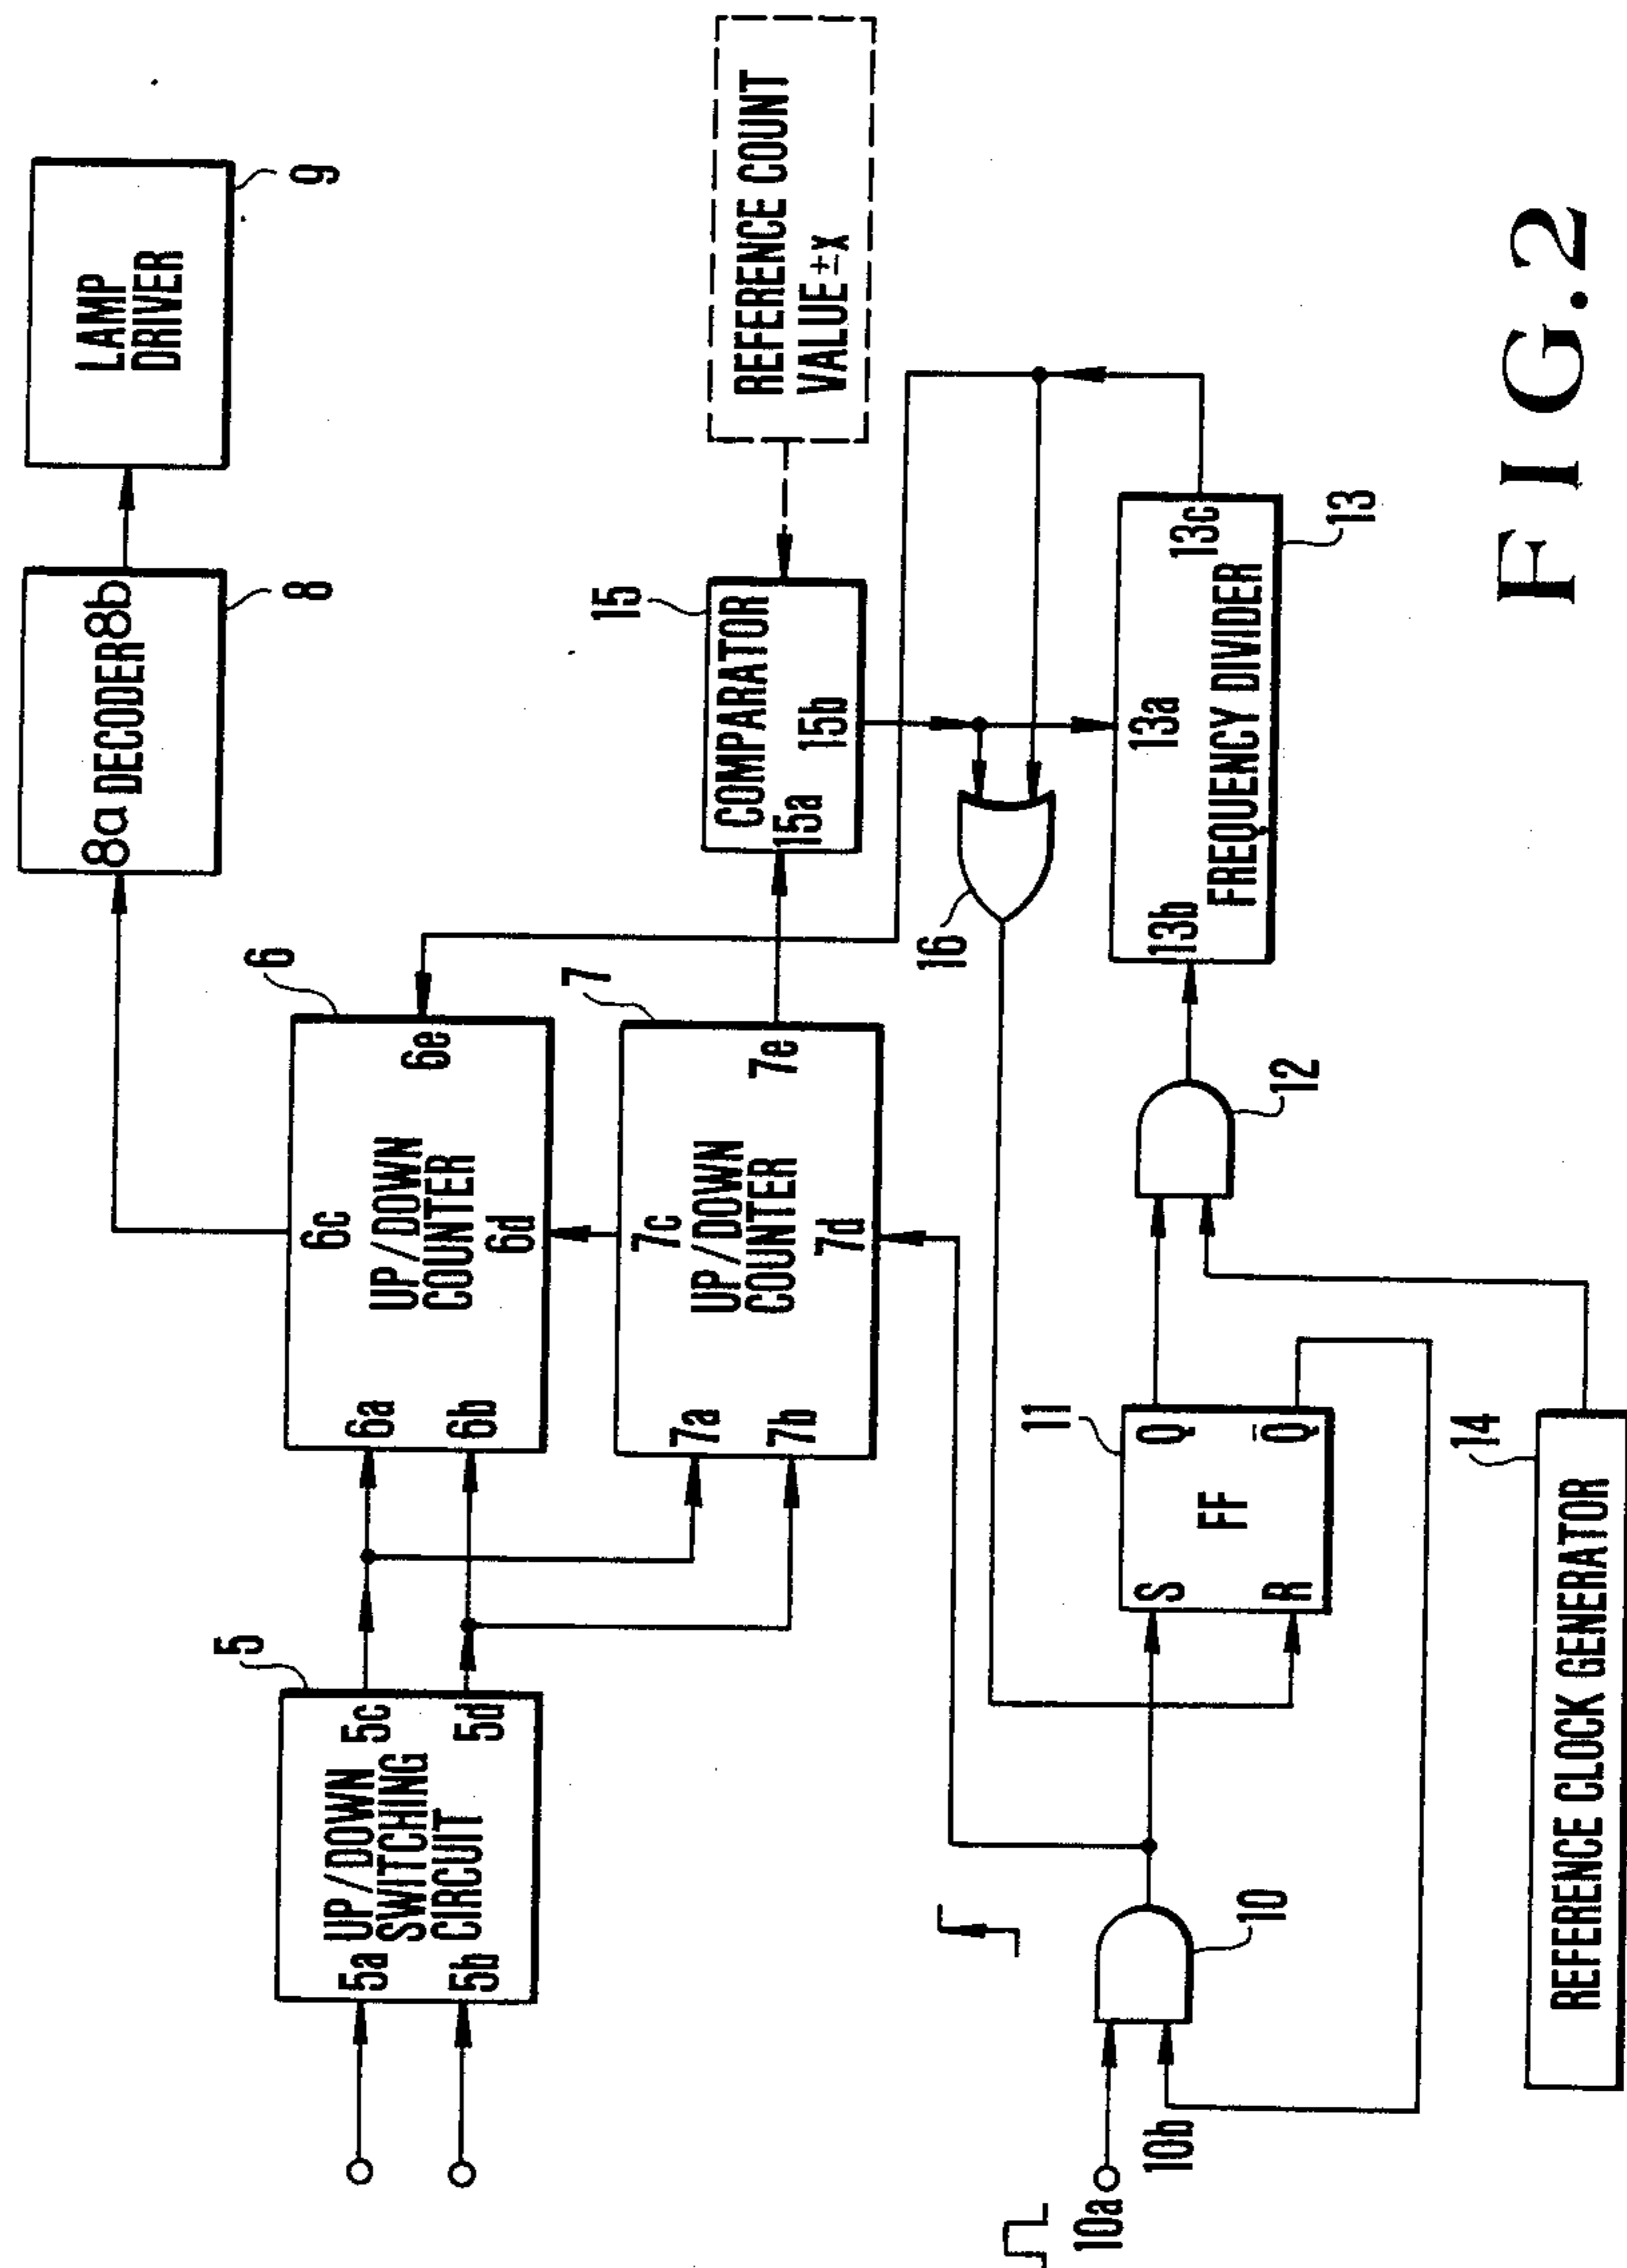 LAMP
DRIVER
9
8a DECODER 8b
8
REFERENCE COUNT
VALUE ±X
15
COMPARATOR
15a
15b
6
6a
6b
6c
6d
6e
UP/DOWN
COUNTER
7
7a
7b
7c
7d
7e
UP/DOWN
COUNTER
5
5a
5b
5c
5d
UP/DOWN
SWITCHING
CIRCUIT
16
13a
13b
13c
FREQUENCY DIVIDER
13
12
11
S
R
FF
Q
Q̄
10
10a
10b
14
REFERENCE CLOCK GENERATOR
FIG.2